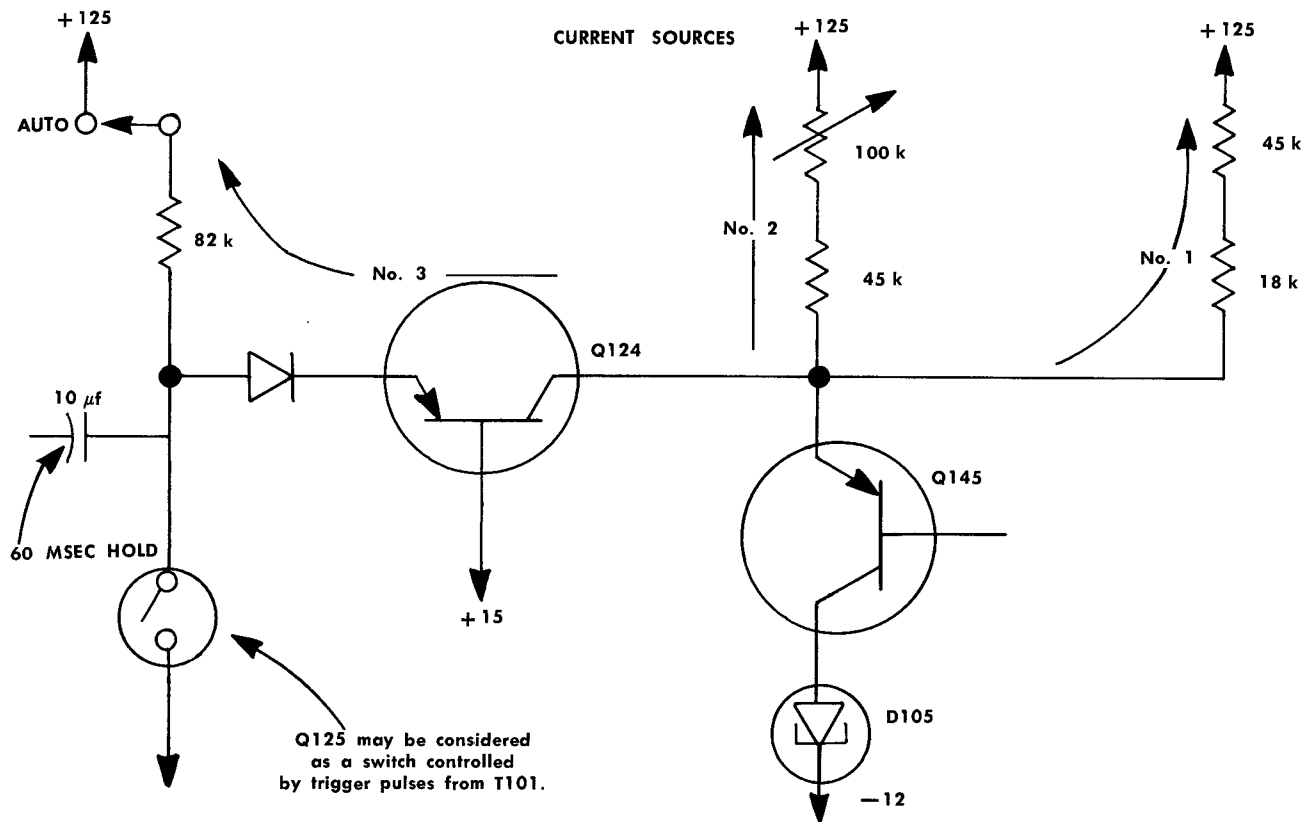 +125
CURRENT SOURCES
+125
+125
AUTO
100 k
45 k
82 k
No. 2
No. 3
45 k
No. 1
18 k
Q124
10 μf
Q145
60 MSEC HOLD
+15
D105
Q125 may be considered
as a switch controlled
by trigger pulses from T101.
−12